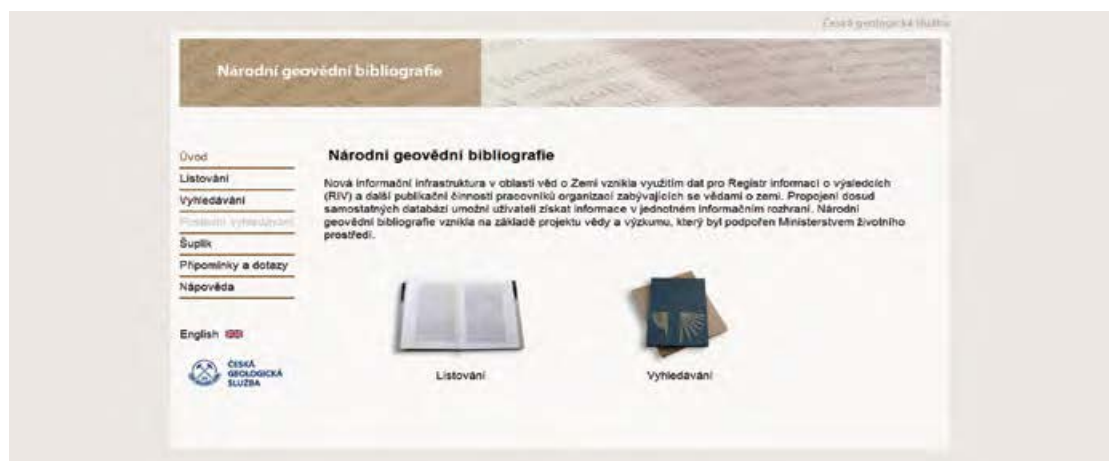 Česká geologická služba
Národní geovědní bibliografie
Úvod
Listování
Vyhledávání
Poslední vyhledávání
Šuplík
Připomínky a dotazy
Nápověda
English
ČESKÁ
GEOLOGICKÁ
SLUŽBA
Národní geovědní bibliografie
Nová informační infrastruktura v oblasti věd o Zemi vznikla využitím dat pro Registr informací o výsledcích
(RIV) a další publikační činnosti pracovníků organizací zabývajících se vědami o zemi. Propojení dosud
samostatných databází umožní uživateli získat informace v jednotném informačním rozhraní. Národní
geovědní bibliografie vznikla na základě projektu vědy a výzkumu, který byl podpořen Ministerstvem životního
prostředí.
Listování
Vyhledávání